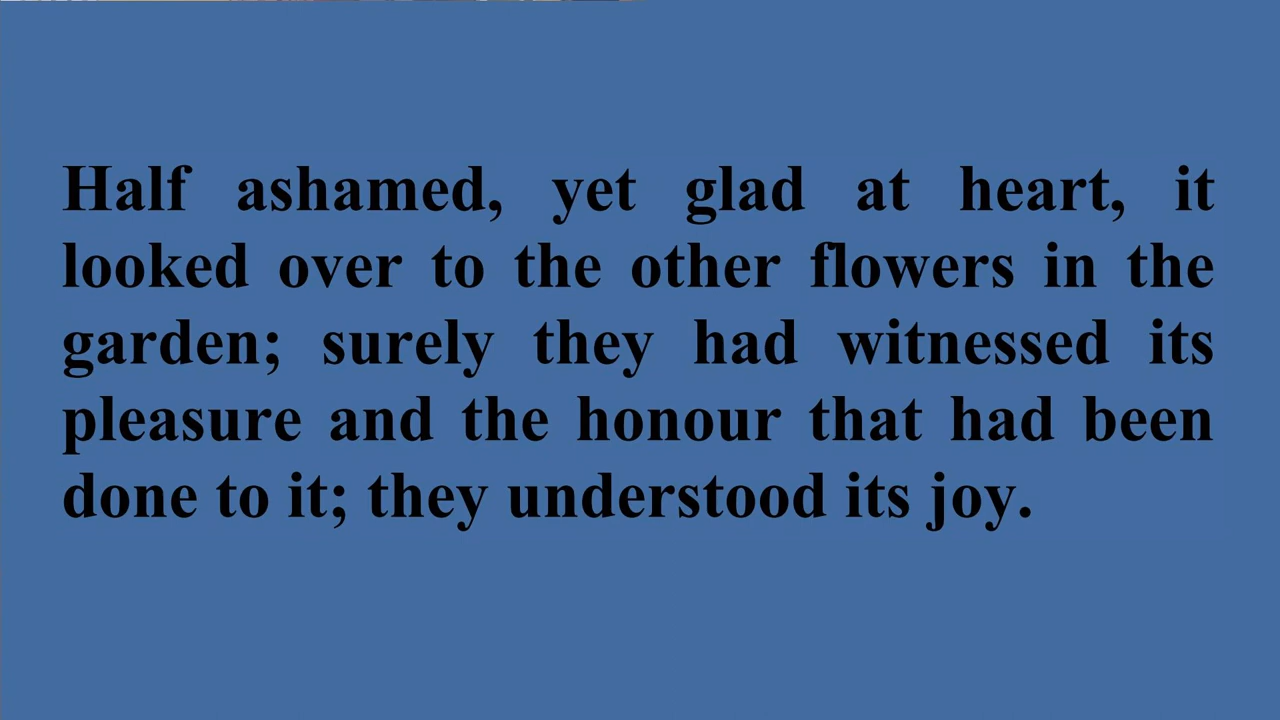 Half ashamed, yet glad at heart, it
looked over to the other flowers in the
garden; surely they had witnessed its
pleasure and the honour that had been
done to it; they understood its joy.